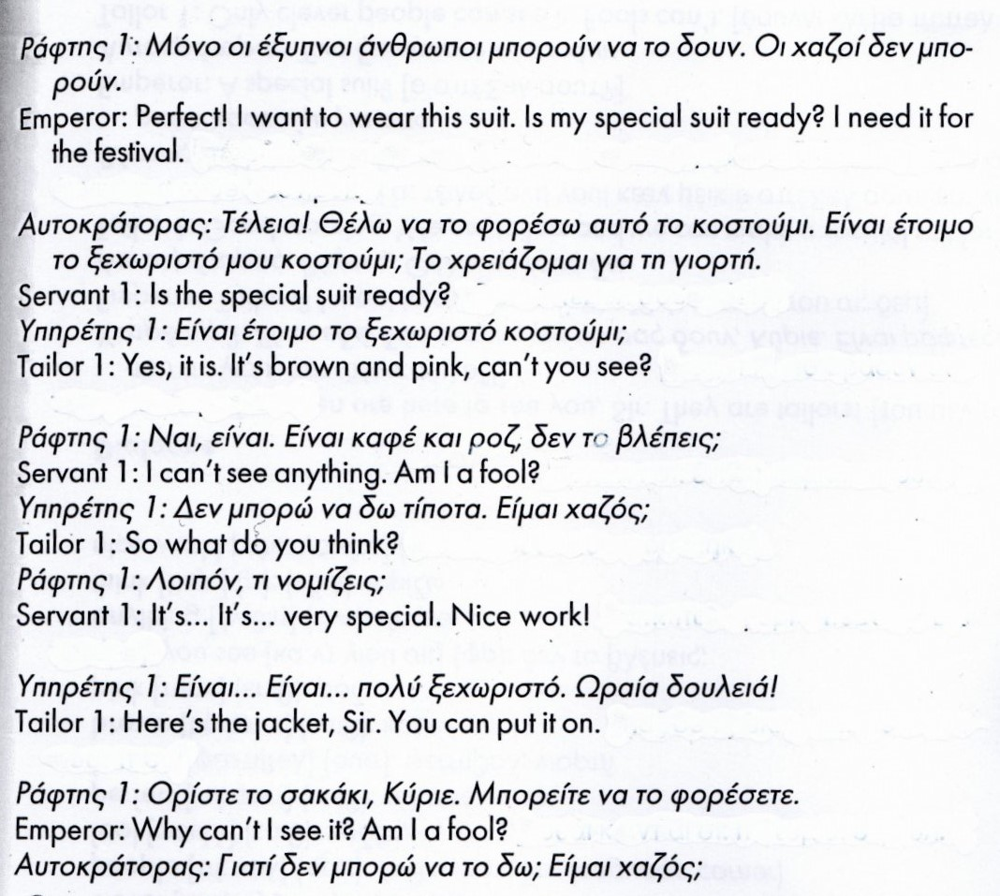 Ράφτης 1: Μόνο οι έξυπνοι άνθρωποι μπορούν να το δουν. Οι χαζοί δεν μπο-
ρούν.
Emperor: Perfect! I want to wear this suit. Is my special suit ready? I need it for
the festival.
Αυτοκράτορας: Τέλεια! Θέλω να το φορέσω αυτό το κοστούμι. Είναι έτοιμο
το ξεχωριστό μου κοστούμι; Το χρειάζομαι για τη γιορτή.
Servant 1: Is the special suit ready?
Υπηρέτης 1: Είναι έτοιμο το ξεχωριστό κοστούμι;
Tailor 1: Yes, it is. It's brown and pink, can't you see?
Ράφτης 1: Ναι, είναι. Είναι καφέ και ροζ, δεν το βλέπεις;
Servant 1: I can't see anything. Am I a fool?
Υπηρέτης 1: Δεν μπορώ να δω τίποτα. Είμαι χαζός;
Tailor 1: So what do you think?
Ράφτης 1: Λοιπόν, τι νομίζεις;
Servant 1: It's... It's... very special. Nice work!
Υπηρέτης 1: Είναι... Είναι... πολύ ξεχωριστό. Ωραία δουλειά!
Tailor 1: Here's the jacket, Sir. You can put it on.
Ράφτης 1: Ορίστε το σακάκι, Κύριε. Μπορείτε να το φορέσετε.
Emperor: Why can't I see it? Am I a fool?
Αυτοκράτορας: Γιατί δεν μπορώ να το δω; Είμαι χαζός;